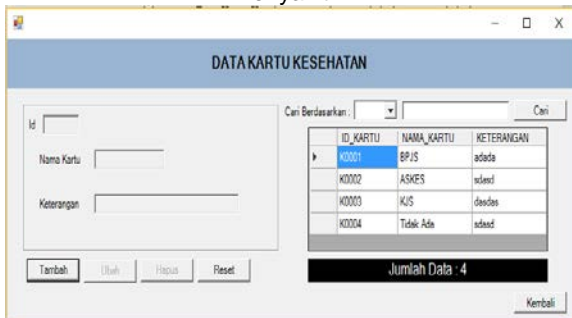 DATA KARTU KESEHATAN
Cari Berdasarkan :
Cari
Id
Nama Kartu
Keterangan
ID_KARTU NAMA_KARTU KETERANGAN
K0001 BPJS adada
K0002 ASKES sdasd
K0003 KJS dasdas
K0004 Tidak Ada sdasd
Tambah Ubah Hapus Reset
Jumlah Data : 4
Kembali